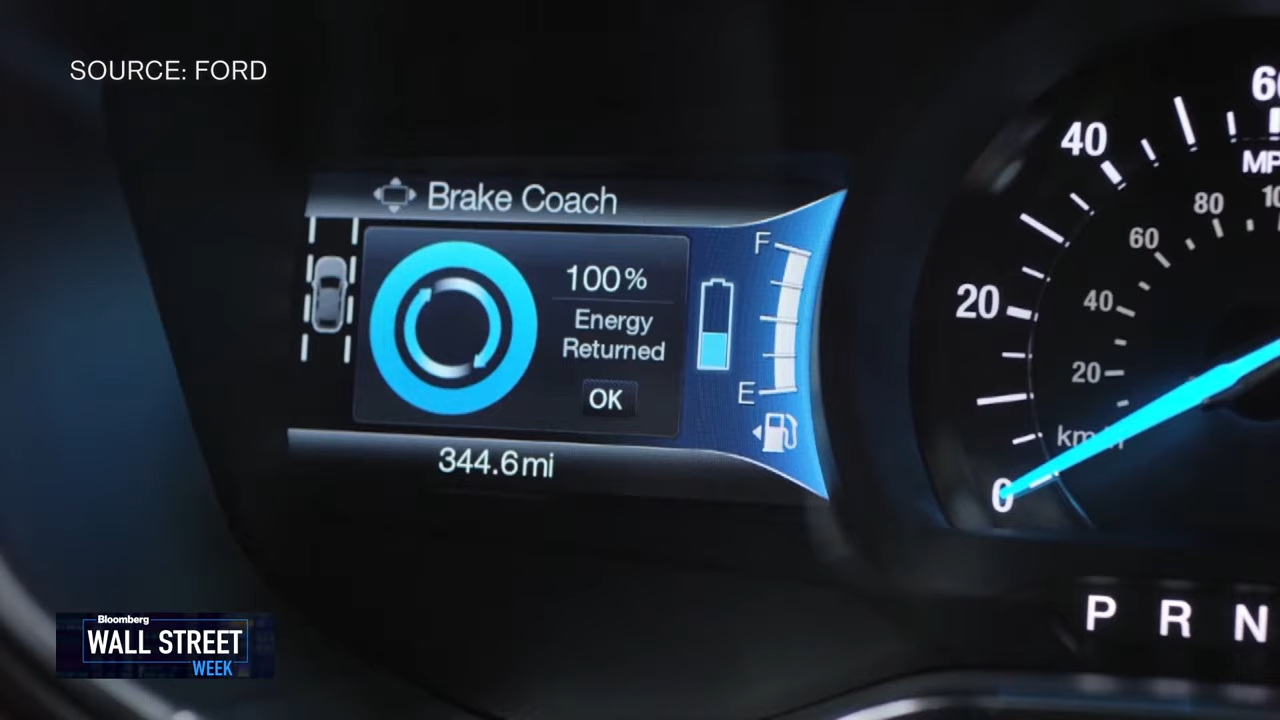 SOURCE: FORD
Brake Coach
100%
Energy
Returned
OK
344.6mi
F
E
40
20
0
80
60
40
20
km/h
P R N
Bloomberg
WALL STREET
WEEK